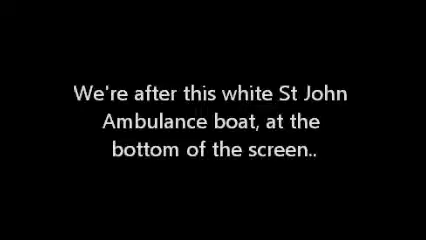 We're after this white St John
Ambulance boat, at the
bottom of the screen..